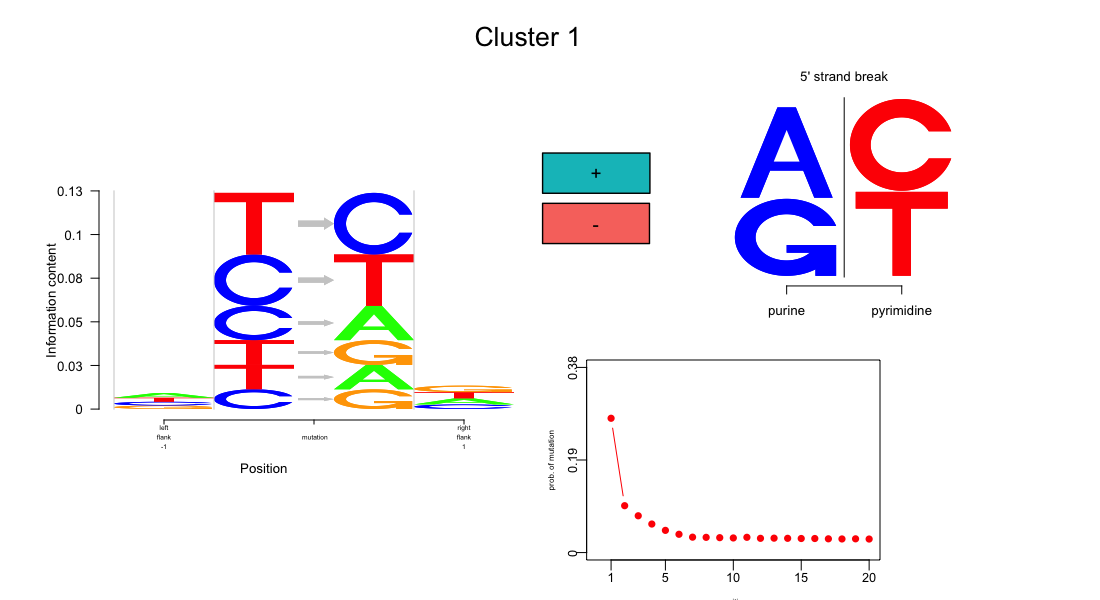 Cluster 1
5' strand break
A C
G T
purine pyrimidine
+
-
Information content
0.13
0.1
0.08
0.05
0.03
0
T C
C T
C A
T G
T A
C G
left flank -1
mutation
right flank 1
Position
prob. of mutation
0.38
0.19
0
1 5 10 15 20